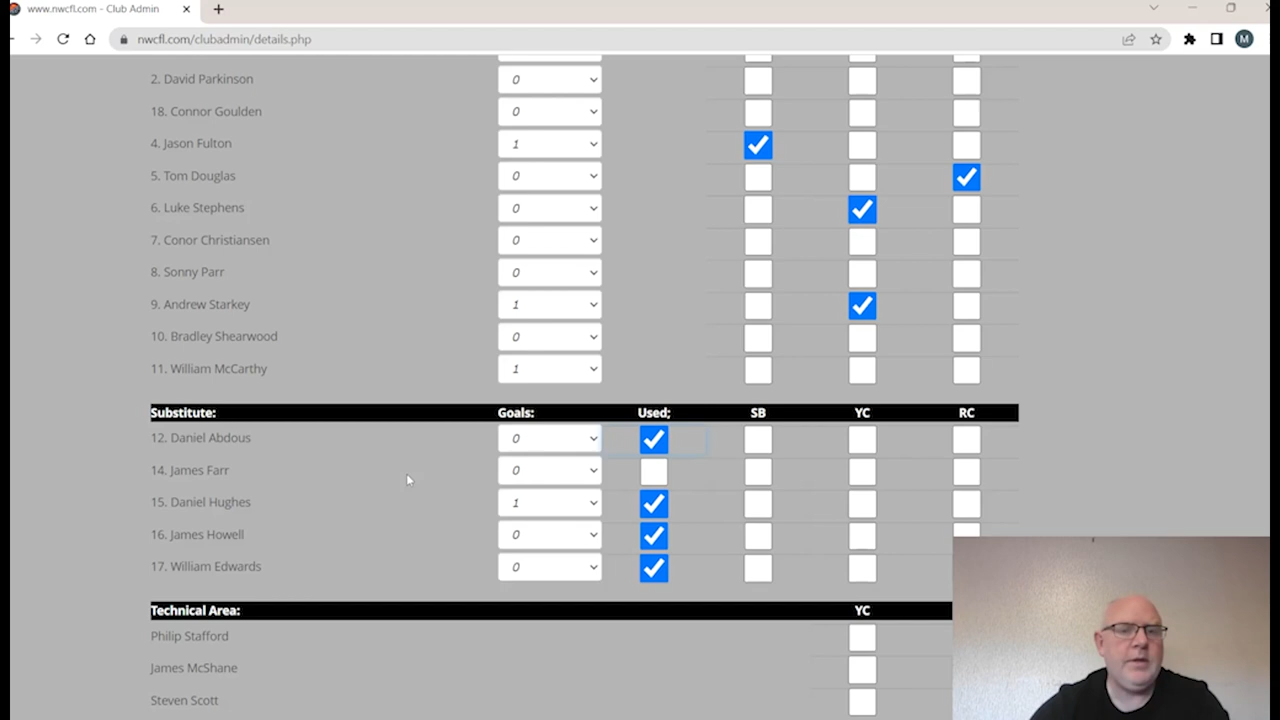 www.nwcfl.com - Club Admin
nwcfl.com/clubadmin/details.php
M
2. David Parkinson 0
18. Connor Goulden 0
4. Jason Fulton 1
5. Tom Douglas 0
6. Luke Stephens 0
7. Conor Christiansen 0
8. Sonny Parr 0
9. Andrew Starkey 1
10. Bradley Shearwood 0
11. William McCarthy 1
Substitute: Goals: Used; SB YC RC
12. Daniel Abdous 0
14. James Farr 0
15. Daniel Hughes 1
16. James Howell 0
17. William Edwards 0
Technical Area: YC
Philip Stafford
James McShane
Steven Scott